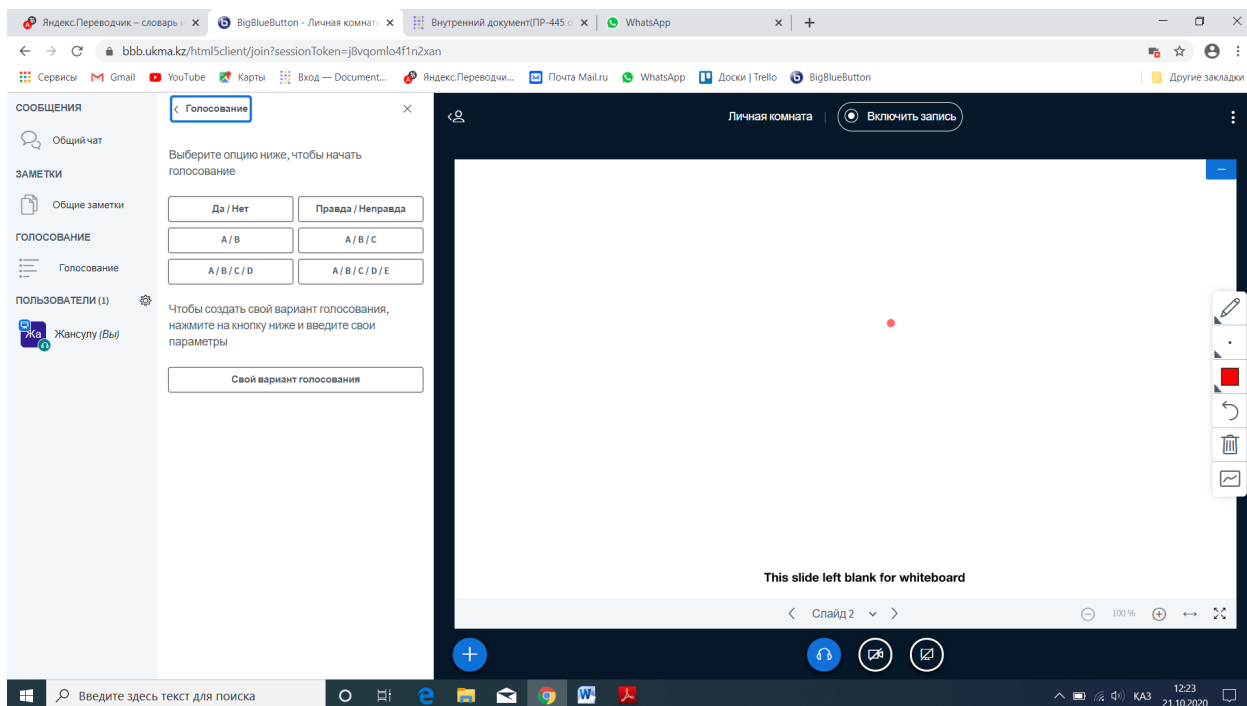 Яндекс.Переводчик – словарь и
BigBlueButton - Личная комната
Внутренний документ(ПР-445 о
WhatsApp
bbb.ukma.kz/html5client/join?sessionToken=j8vqomlo4f1n2xan
Сервисы Gmail YouTube Карты Вход — Document... Яндекс.Переводчи... Почта Mail.ru WhatsApp Доски | Trello BigBlueButton Другие закладки
СООБЩЕНИЯ
Общий чат
ЗАМЕТКИ
Общие заметки
ГОЛОСОВАНИЕ
Голосование
ПОЛЬЗОВАТЕЛИ (1)
Жа Жансулу (Вы)
Голосование
Выберите опцию ниже, чтобы начать
голосование
Да / Нет Правда / Неправда
A / B A / B / C
A / B / C / D A / B / C / D / E
Чтобы создать свой вариант голосования,
нажмите на кнопку ниже и введите свои
параметры
Свой вариант голосования
Личная комната Включить запись
This slide left blank for whiteboard
Слайд 2 100 %
Введите здесь текст для поиска
ҚАЗ 12:23
21.10.2020